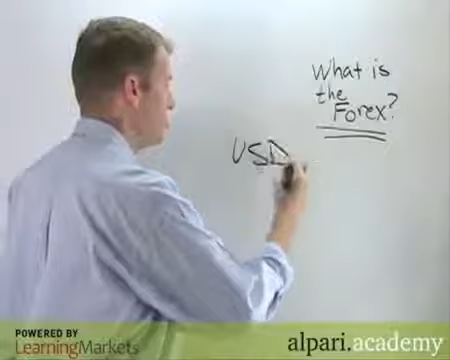 What is
the
Forex?
USD
POWERED BY
LearningMarkets
alpari.academy